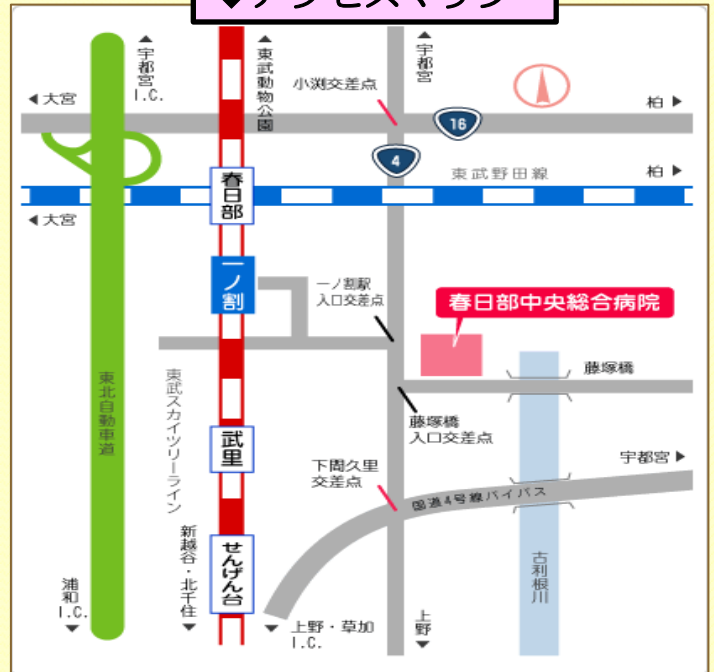 ◆アクセスマップ
▲宇都宮I.C.
▲東武動物公園
▲宇都宮
小渕交差点
◀大宮
柏▶
16
4
東武野田線
柏▶
春日部
◀大宮
一ノ割
一ノ割駅
入口交差点
春日部中央総合病院
藤塚橋
東北自動車道
東武スカイツリーライン
武里
藤塚橋
入口交差点
下間久里
交差点
宇都宮▶
国道4号線バイパス
新越谷・北千住▼
せんげん台
古利根川
浦和I.C.▼
▼上野・草加
I.C.
上野▼